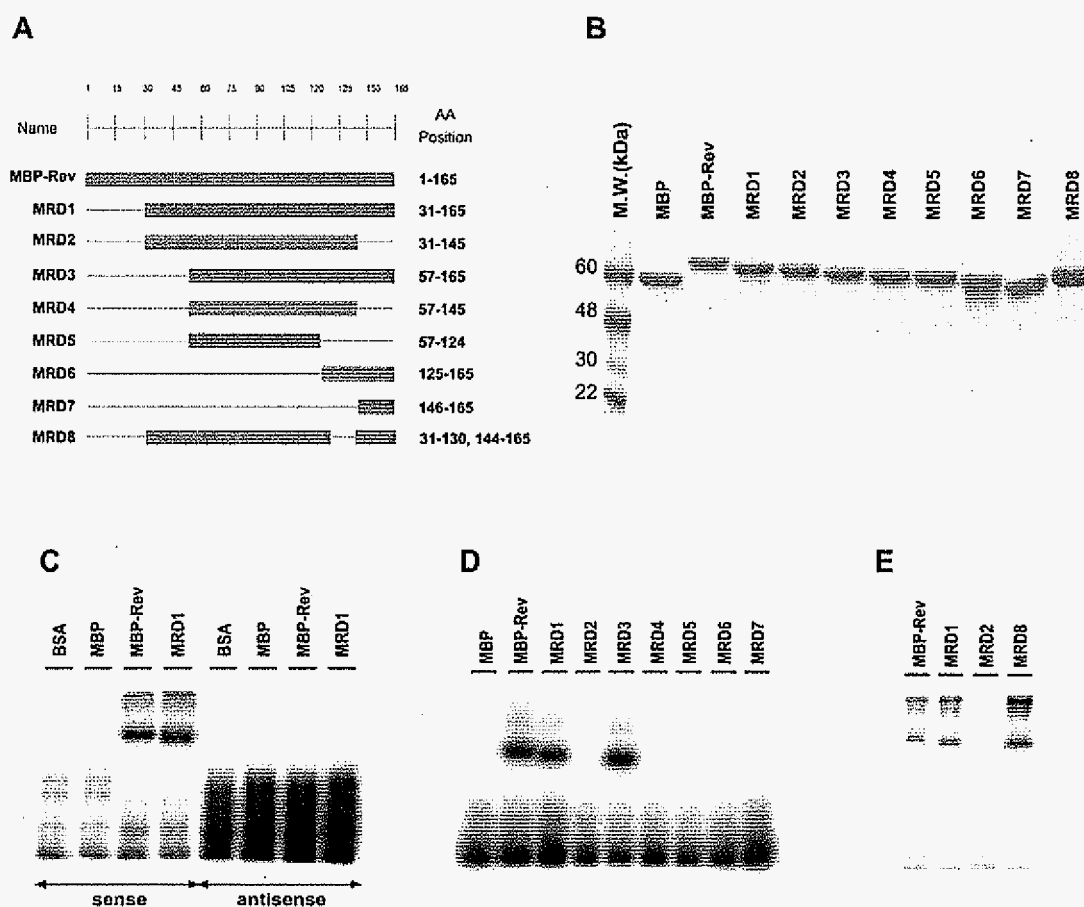 A
1 15 30 45 60 75 90 105 120 135 150 165
Name
AA
Position
MBP-Rev 1-165
MRD1 31-165
MRD2 31-145
MRD3 57-165
MRD4 57-145
MRD5 57-124
MRD6 125-165
MRD7 146-165
MRD8 31-130, 144-165
B
M.W.(kDa) MBP MBP-Rev MRD1 MRD2 MRD3 MRD4 MRD5 MRD6 MRD7 MRD8
60
48
30
22
C
BSA MBP MBP-Rev MRD1 BSA MBP MBP-Rev MRD1
sense antisense
D
MBP MBP-Rev MRD1 MRD2 MRD3 MRD4 MRD5 MRD6 MRD7
E
MBP-Rev MRD1 MRD2 MRD8